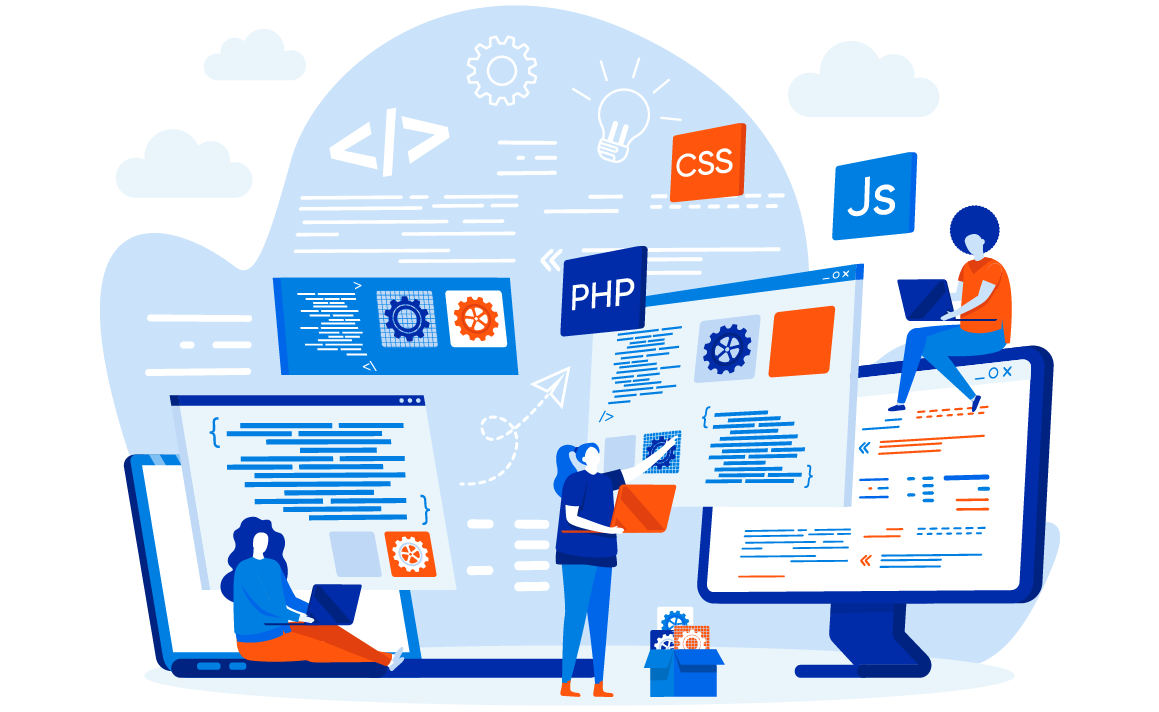 </>
CSS
Js
PHP
>
</
/>
{
}
{
}